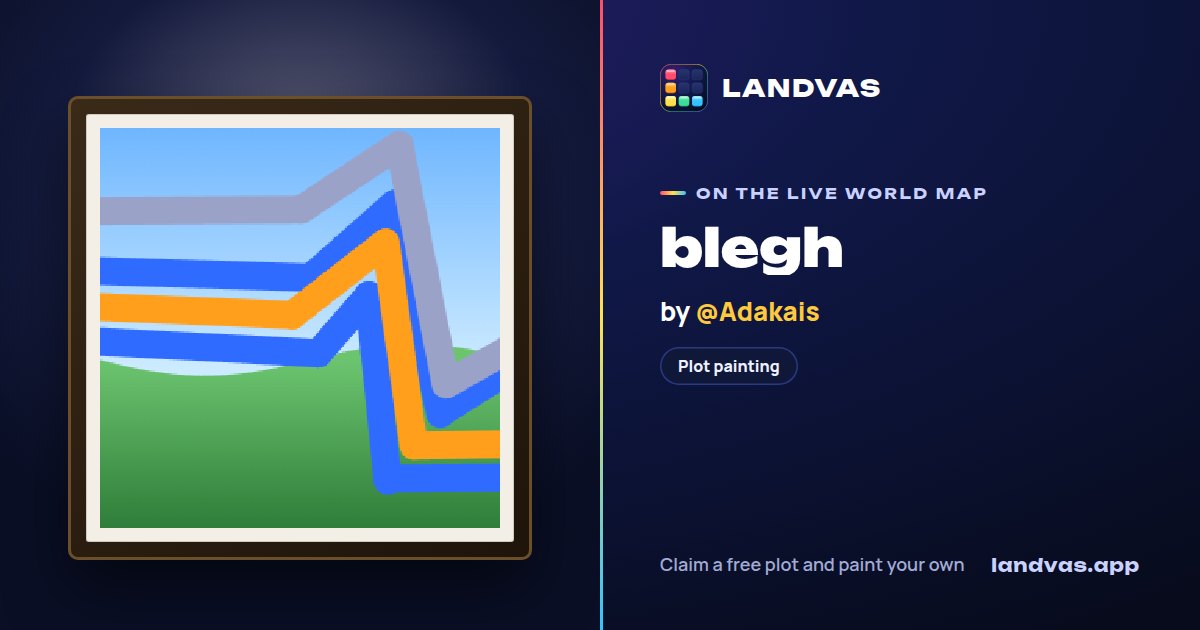 LANDVAS
ON THE LIVE WORLD MAP
blegh
by @Adakais
Plot painting
Claim a free plot and paint your own landvas.app